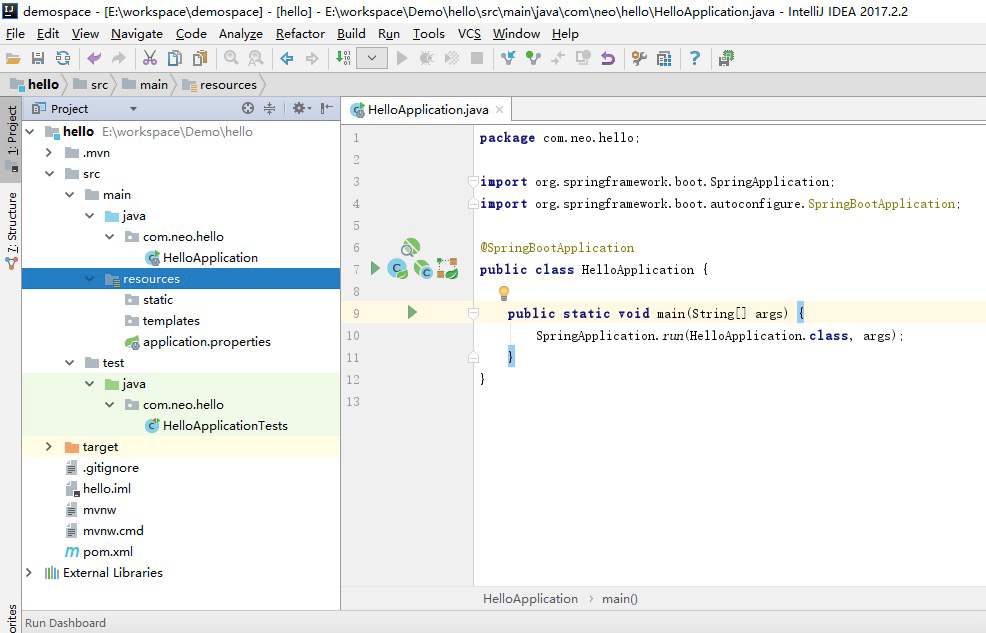 demospace - [E:\workspace\demospace] - [hello] - E:\workspace\Demo\hello\src\main\java\com\neo\hello\HelloApplication.java - IntelliJ IDEA 2017.2.2
File Edit View Navigate Code Analyze Refactor Build Run Tools VCS Window Help
hello src main resources
1: Project
7: Structure
orites
Project
hello E:\workspace\Demo\hello
.mvn
src
main
java
com.neo.hello
HelloApplication
resources
static
templates
application.properties
test
java
com.neo.hello
HelloApplicationTests
target
.gitignore
hello.iml
mvnw
mvnw.cmd
pom.xml
External Libraries
HelloApplication.java
1 package com.neo.hello;
2
3 import org.springframework.boot.SpringApplication;
4 import org.springframework.boot.autoconfigure.SpringBootApplication;
5
6 @SpringBootApplication
7 public class HelloApplication {
8
9 public static void main(String[] args) {
10 SpringApplication.run(HelloApplication.class, args);
11 }
12 }
13
HelloApplication › main()
Run Dashboard